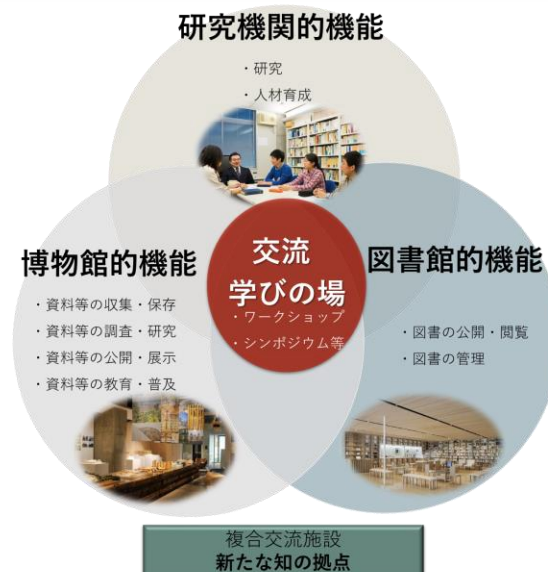 研究機関的機能
・研究
・人材育成
博物館的機能
・資料等の収集・保存
・資料等の調査・研究
・資料等の公開・展示
・資料等の教育・普及
交流
学びの場
・ワークショップ
・シンポジウム等
図書館的機能
・図書の公開・閲覧
・図書の管理
複合交流施設
新たな知の拠点